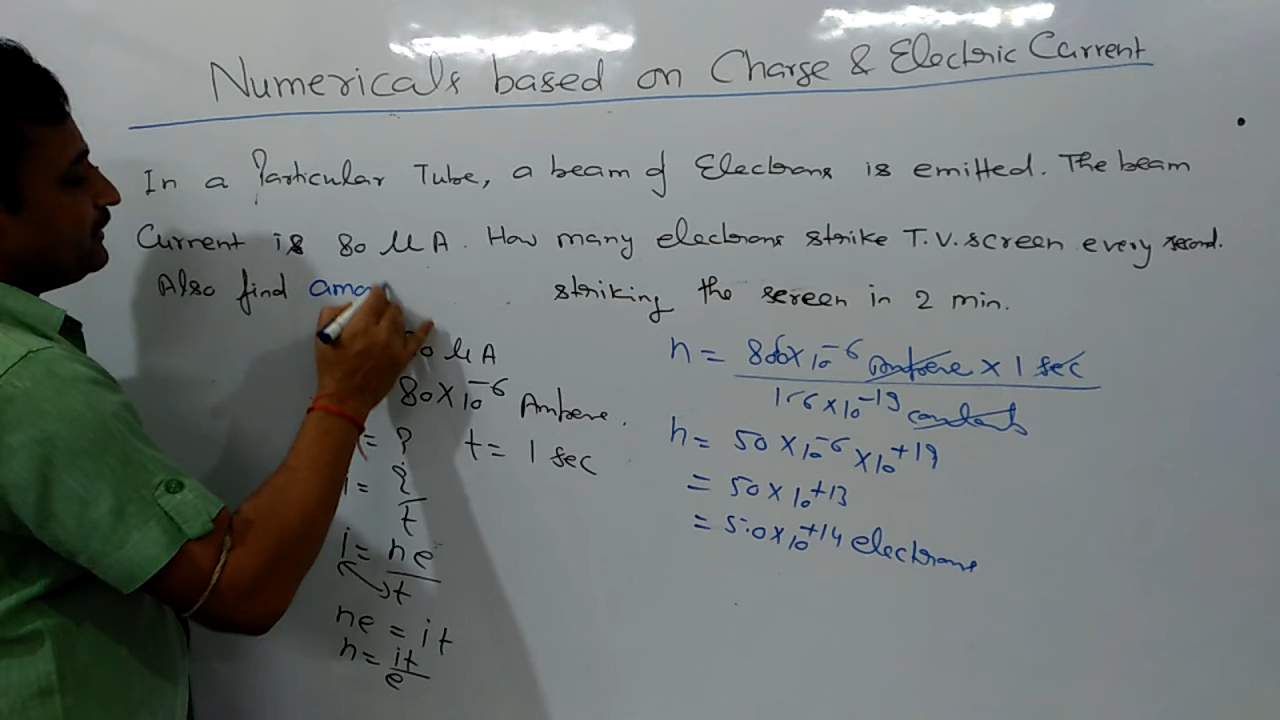 Numericals based on Charge & Electric Current
In a Particular Tube, a beam of Electrons is emitted. The beam
Current is 80 μA. How many electrons strike T.V. screen every second.
Also find amo striking the screen in 2 min.
0 μA
80 × 10⁻⁶ Ampere.
= ? t = 1 sec
i = q/t
i = ne/t
ne = it
n = it/e
n = 80 × 10⁻⁶ Ampere × 1 sec / 1.6 × 10⁻¹⁹
n = 50 × 10⁻⁶ × 10⁺¹⁹
= 50 × 10⁺¹³
= 5.0 × 10⁺¹⁴ electrons